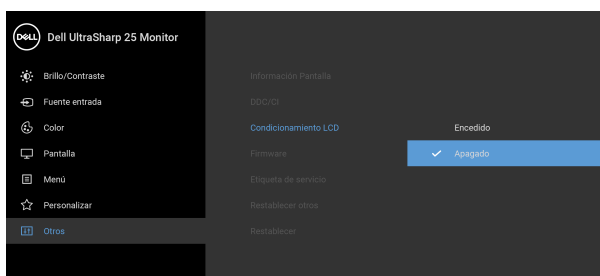 DELL Dell UltraSharp 25 Monitor
Brillo/Contraste
Fuente entrada
Color
Pantalla
Menú
Personalizar
Otros
Información Pantalla
DDC/CI
Condicionamiento LCD
Firmware
Etiqueta de servicio
Restablecer otros
Restablecer
Encedido
Apagado